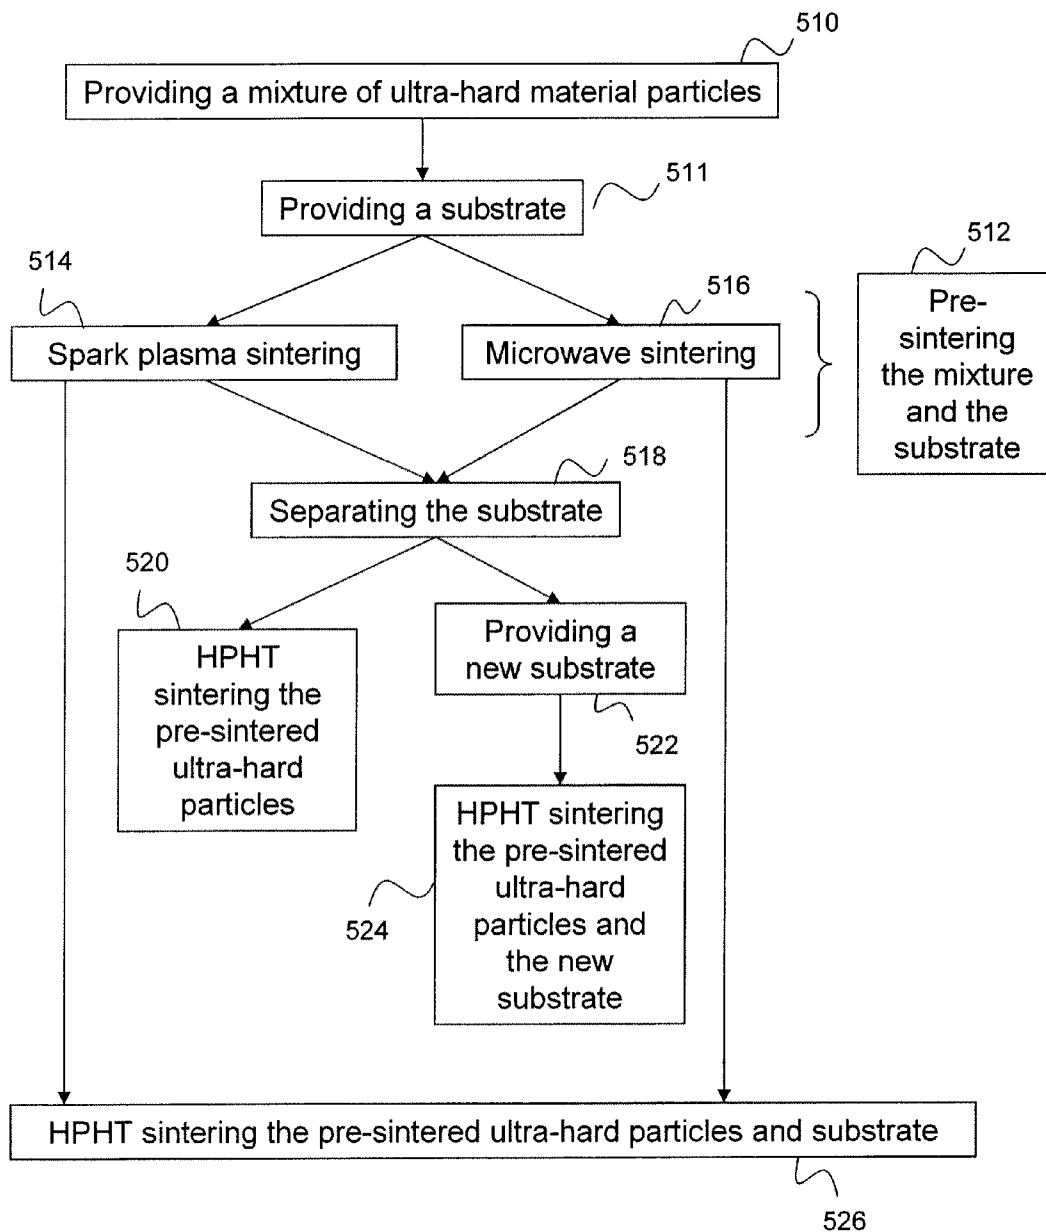 510
Providing a mixture of ultra-hard material particles
511
Providing a substrate
512
514
516
Pre-
sintering
the mixture
and the
substrate
Spark plasma sintering
Microwave sintering
518
Separating the substrate
520
HPHT
sintering the
pre-sintered
ultra-hard
particles
Providing a
new substrate
522
HPHT sintering
the pre-sintered
ultra-hard
particles and
the new
substrate
524
HPHT sintering the pre-sintered ultra-hard particles and substrate
526